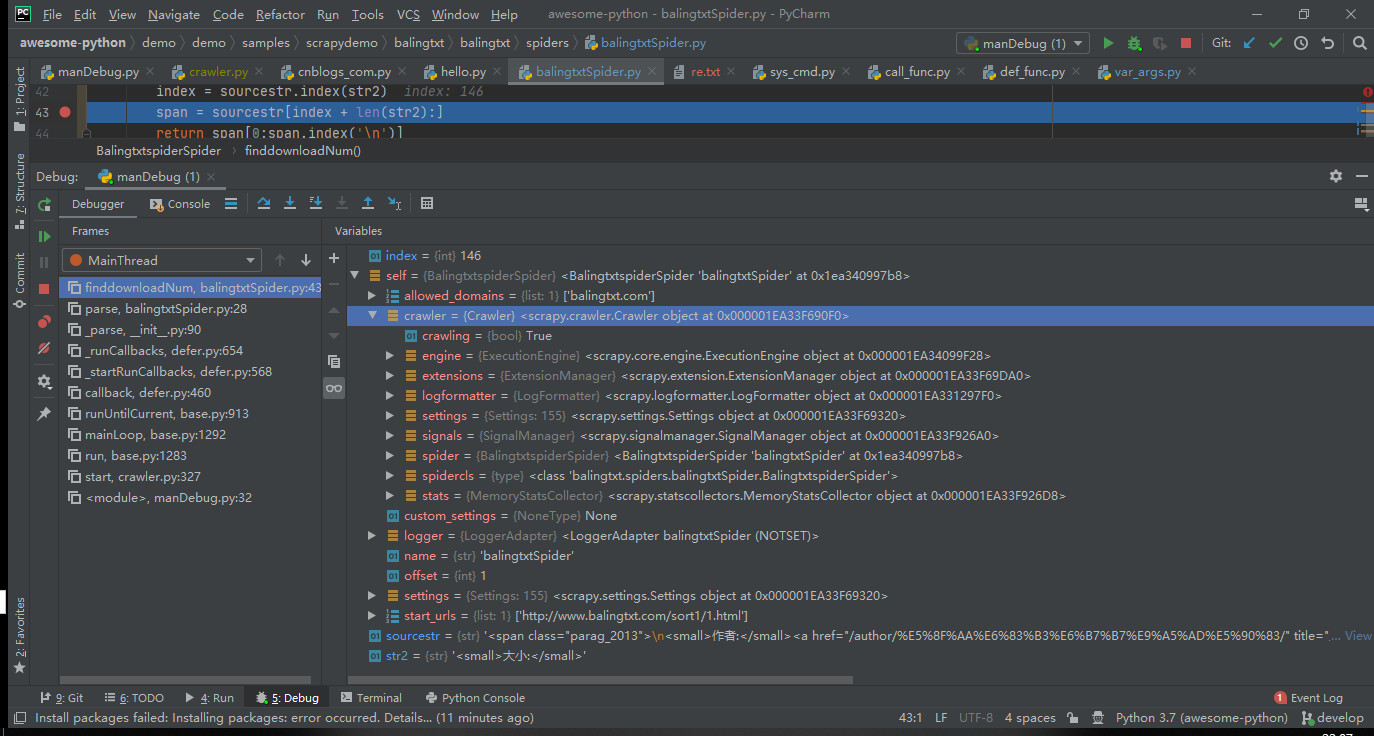 PC File Edit View Navigate Code Refactor Run Tools VCS Window Help awesome-python - balingtxtSpider.py - PyCharm
awesome-python demo demo samples scrapydemo balingtxt balingtxt spiders balingtxtSpider.py manDebug (1) Git:
manDebug.py crawler.py cnblogs_com.py hello.py balingtxtSpider.py re.txt sys_cmd.py call_func.py def_func.py var_args.py
42 index = sourcestr.index(str2) index: 146
43 span = sourcestr[index + len(str2):]
44 return span[0:span.index('\n')]
BalingtxtspiderSpider finddownloadNum()
Debug: manDebug (1)
Debugger Console
Frames
MainThread
finddownloadNum, balingtxtSpider.py:43
parse, balingtxtSpider.py:28
_parse, __init__.py:90
_runCallbacks, defer.py:654
_startRunCallbacks, defer.py:568
callback, defer.py:460
runUntilCurrent, base.py:913
mainLoop, base.py:1292
run, base.py:1283
start, crawler.py:327
<module>, manDebug.py:32
Variables
index = {int} 146
self = {BalingtxtspiderSpider} <BalingtxtspiderSpider 'balingtxtSpider' at 0x1ea340997b8>
allowed_domains = {list: 1} ['balingtxt.com']
crawler = {Crawler} <scrapy.crawler.Crawler object at 0x000001EA33F690F0>
crawling = {bool} True
engine = {ExecutionEngine} <scrapy.core.engine.ExecutionEngine object at 0x000001EA34099F28>
extensions = {ExtensionManager} <scrapy.extension.ExtensionManager object at 0x000001EA33F69DA0>
logformatter = {LogFormatter} <scrapy.logformatter.LogFormatter object at 0x000001EA331297F0>
settings = {Settings: 155} <scrapy.settings.Settings object at 0x000001EA33F69320>
signals = {SignalManager} <scrapy.signalmanager.SignalManager object at 0x000001EA33F926A0>
spider = {BalingtxtspiderSpider} <BalingtxtspiderSpider 'balingtxtSpider' at 0x1ea340997b8>
spidercls = {type} <class 'balingtxt.spiders.balingtxtSpider.BalingtxtspiderSpider'>
stats = {MemoryStatsCollector} <scrapy.statscollectors.MemoryStatsCollector object at 0x000001EA33F926D8>
custom_settings = {NoneType} None
logger = {LoggerAdapter} <LoggerAdapter balingtxtSpider (NOTSET)>
name = {str} 'balingtxtSpider'
offset = {int} 1
settings = {Settings: 155} <scrapy.settings.Settings object at 0x000001EA33F69320>
start_urls = {list: 1} ['http://www.balingtxt.com/sort1/1.html']
sourcestr = {str} '<span class="parag_2013">\n<small>作者:</small><a href="/author/%E5%8F%AA%E6%83%B3%E6%B7%B7%E9%A5%AD%E5%90%83/" title="... View
str2 = {str} '<small>大小:</small>'
1: Project
7: Structure
Commit
2: Favorites
9: Git 6: TODO 4: Run 5: Debug Terminal Python Console 1 Event Log
Install packages failed: Installing packages: error occurred. Details... (11 minutes ago) 43:1 LF UTF-8 4 spaces Python 3.7 (awesome-python) develop